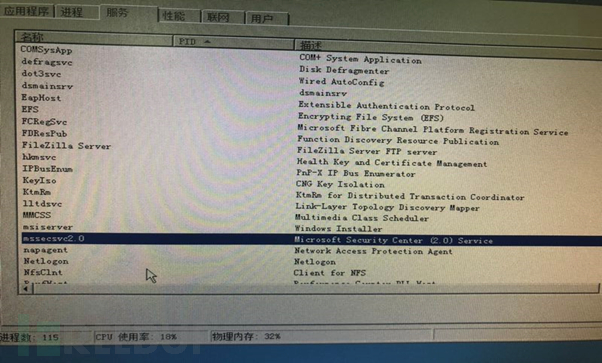 应用程序 进程 服务 性能 联网 用户
名称 PID 描述
COMSysApp COM+ System Application
defragsvc Disk Defragmenter
dot3svc Wired AutoConfig
dsmainsrv dsmainsrv
EapHost Extensible Authentication Protocol
EFS Encrypting File System (EFS)
FCRegSvc Microsoft Fibre Channel Platform Registration Service
FDResPub Function Discovery Resource Publication
FileZilla Server FileZilla Server FTP server
hkmsvc Health Key and Certificate Management
IPBusEnum PnP-X IP Bus Enumerator
KeyIso CNG Key Isolation
KtmRm KtmRm for Distributed Transaction Coordinator
lltdsvc Link-Layer Topology Discovery Mapper
MMCSS Multimedia Class Scheduler
msiserver Windows Installer
mssecsvc2.0 Microsoft Security Center (2.0) Service
napagent Network Access Protection Agent
Netlogon Netlogon
NfsClnt Client for NFS
进程数: 115 CPU 使用率: 18% 物理内存: 32%